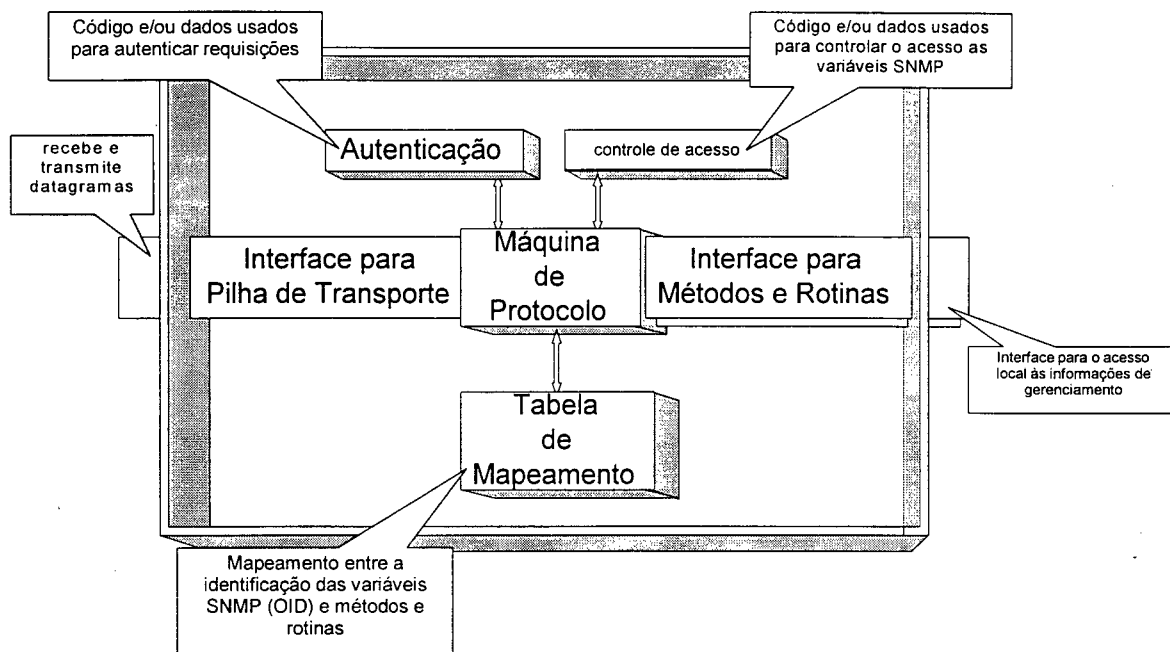 Código e/ou dados usados
para autenticar requisições
Código e/ou dados usados
para controlar o acesso as
variáveis SNMP
recebe e
transmite
datagramas
Autenticação
controle de acesso
Interface para
Pilha de Transporte
Máquina
de
Protocolo
Interface para
Métodos e Rotinas
Interface para o acesso
local às informações de
gerenciamento
Tabela
de
Mapeamento
Mapeamento entre a
identificação das variáveis
SNMP (OID) e métodos e
rotinas